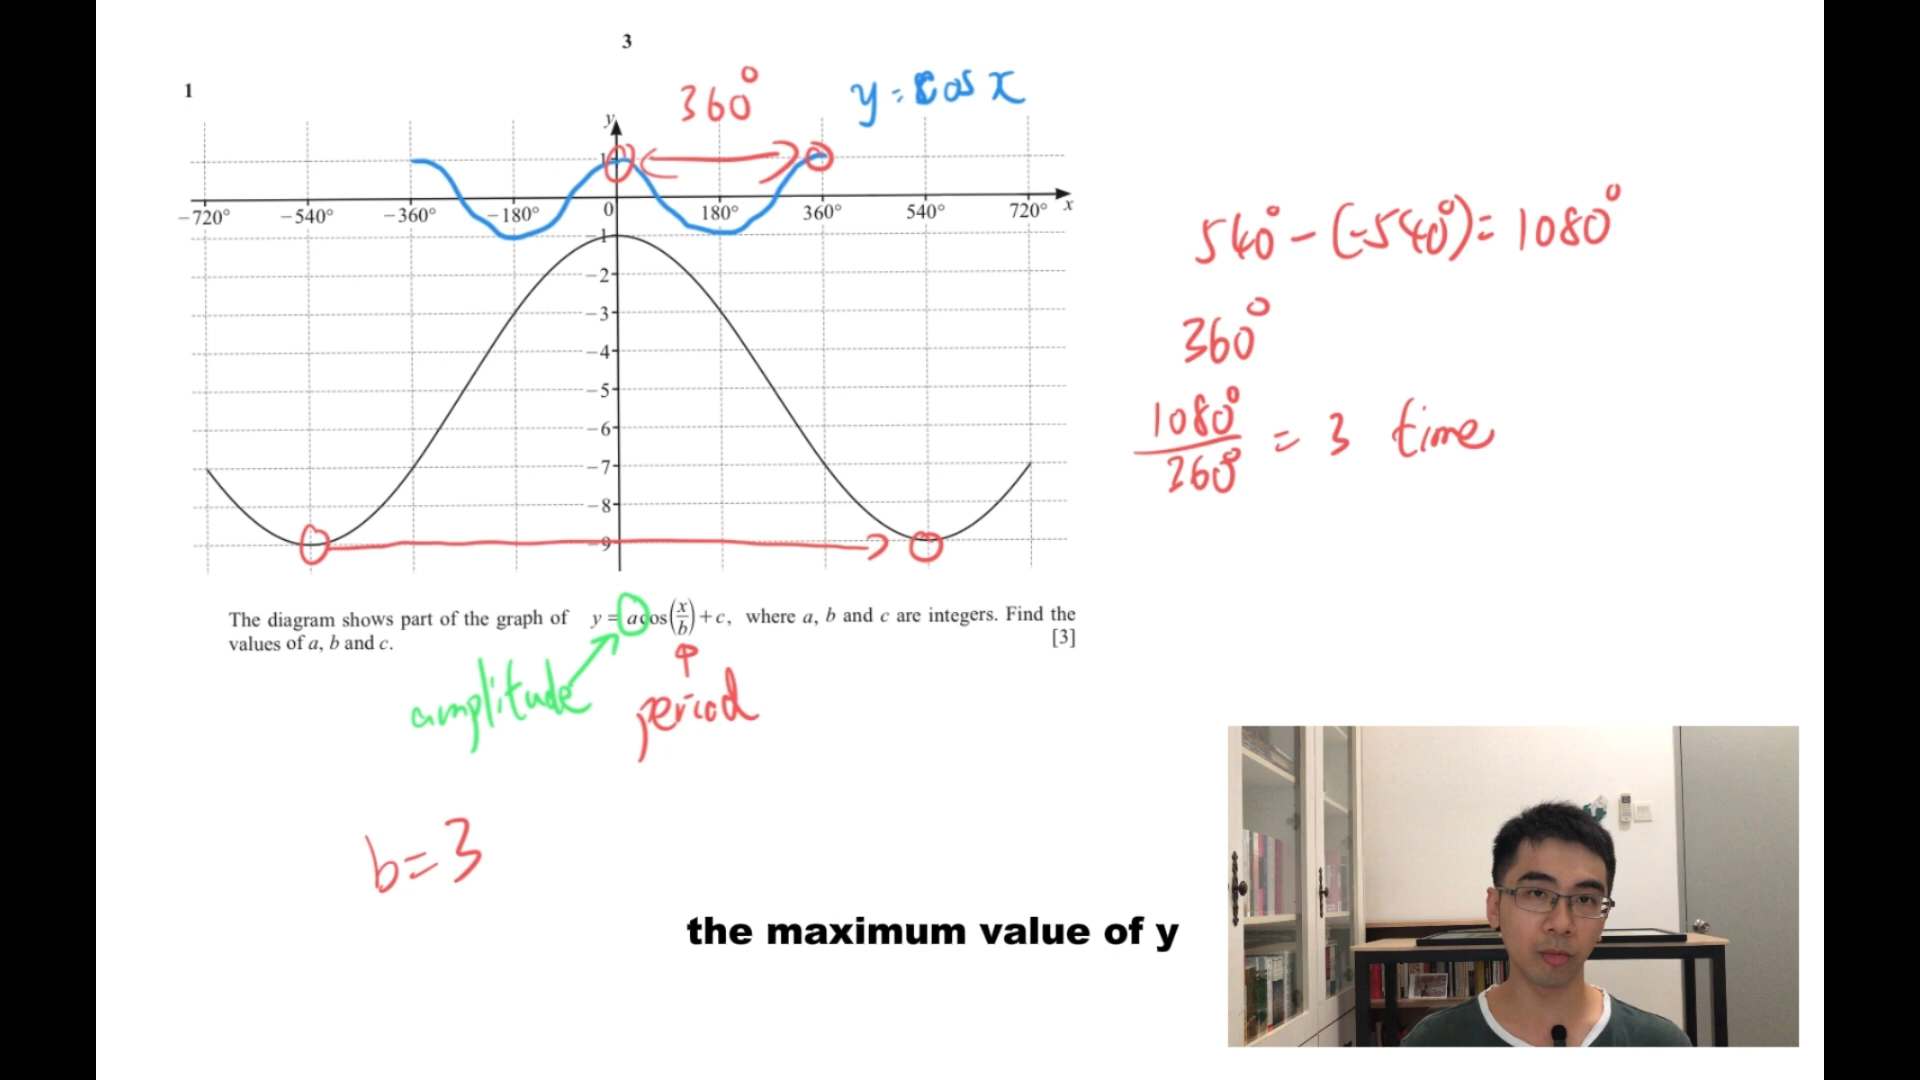 3
1
360°
y = cos x
y
1
-720° -540° -360° -180° 0 180° 360° 540° 720° x
-1
-2
-3
-4
-5
-6
-7
-8
-9
540° - (-540°) = 1080°
360°
1080°
260° = 3 time
The diagram shows part of the graph of y = a cos(x/b) + c, where a, b and c are integers. Find the
values of a, b and c. [3]
amplitude
period
b = 3
the maximum value of y